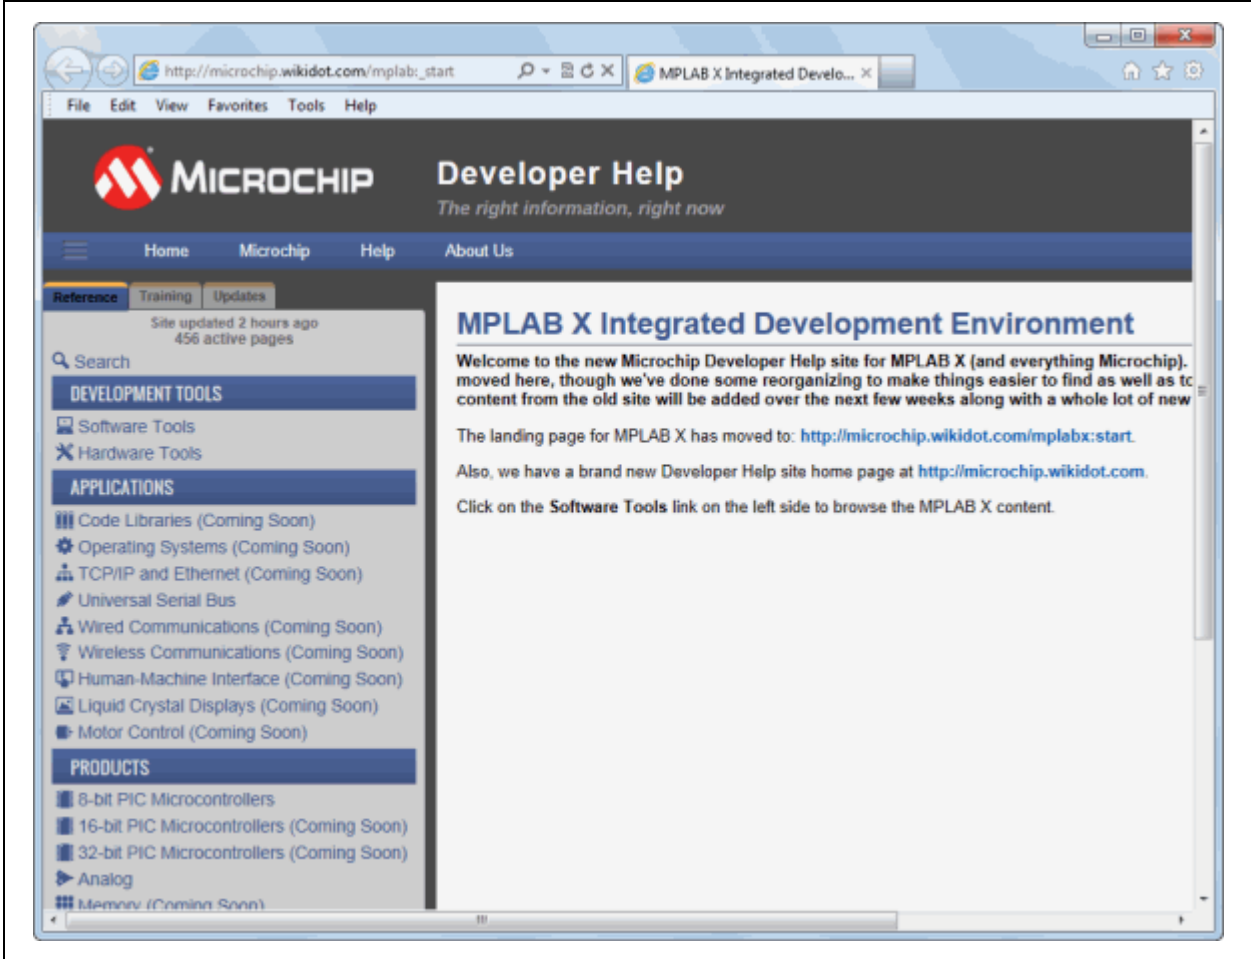 http://microchip.wikidot.com/mplab:_start
MPLAB X Integrated Develo...
File Edit View Favorites Tools Help
MICROCHIP
Developer Help
The right information, right now
Home Microchip Help About Us
Reference Training Updates
Site updated 2 hours ago
456 active pages
Search
DEVELOPMENT TOOLS
Software Tools
Hardware Tools
APPLICATIONS
Code Libraries (Coming Soon)
Operating Systems (Coming Soon)
TCP/IP and Ethernet (Coming Soon)
Universal Serial Bus
Wired Communications (Coming Soon)
Wireless Communications (Coming Soon)
Human-Machine Interface (Coming Soon)
Liquid Crystal Displays (Coming Soon)
Motor Control (Coming Soon)
PRODUCTS
8-bit PIC Microcontrollers
16-bit PIC Microcontrollers (Coming Soon)
32-bit PIC Microcontrollers (Coming Soon)
Analog
Memory (Coming Soon)
MPLAB X Integrated Development Environment
Welcome to the new Microchip Developer Help site for MPLAB X (and everything Microchip).
moved here, though we've done some reorganizing to make things easier to find as well as to
content from the old site will be added over the next few weeks along with a whole lot of new
The landing page for MPLAB X has moved to: http://microchip.wikidot.com/mplabx:start.
Also, we have a brand new Developer Help site home page at http://microchip.wikidot.com.
Click on the Software Tools link on the left side to browse the MPLAB X content.